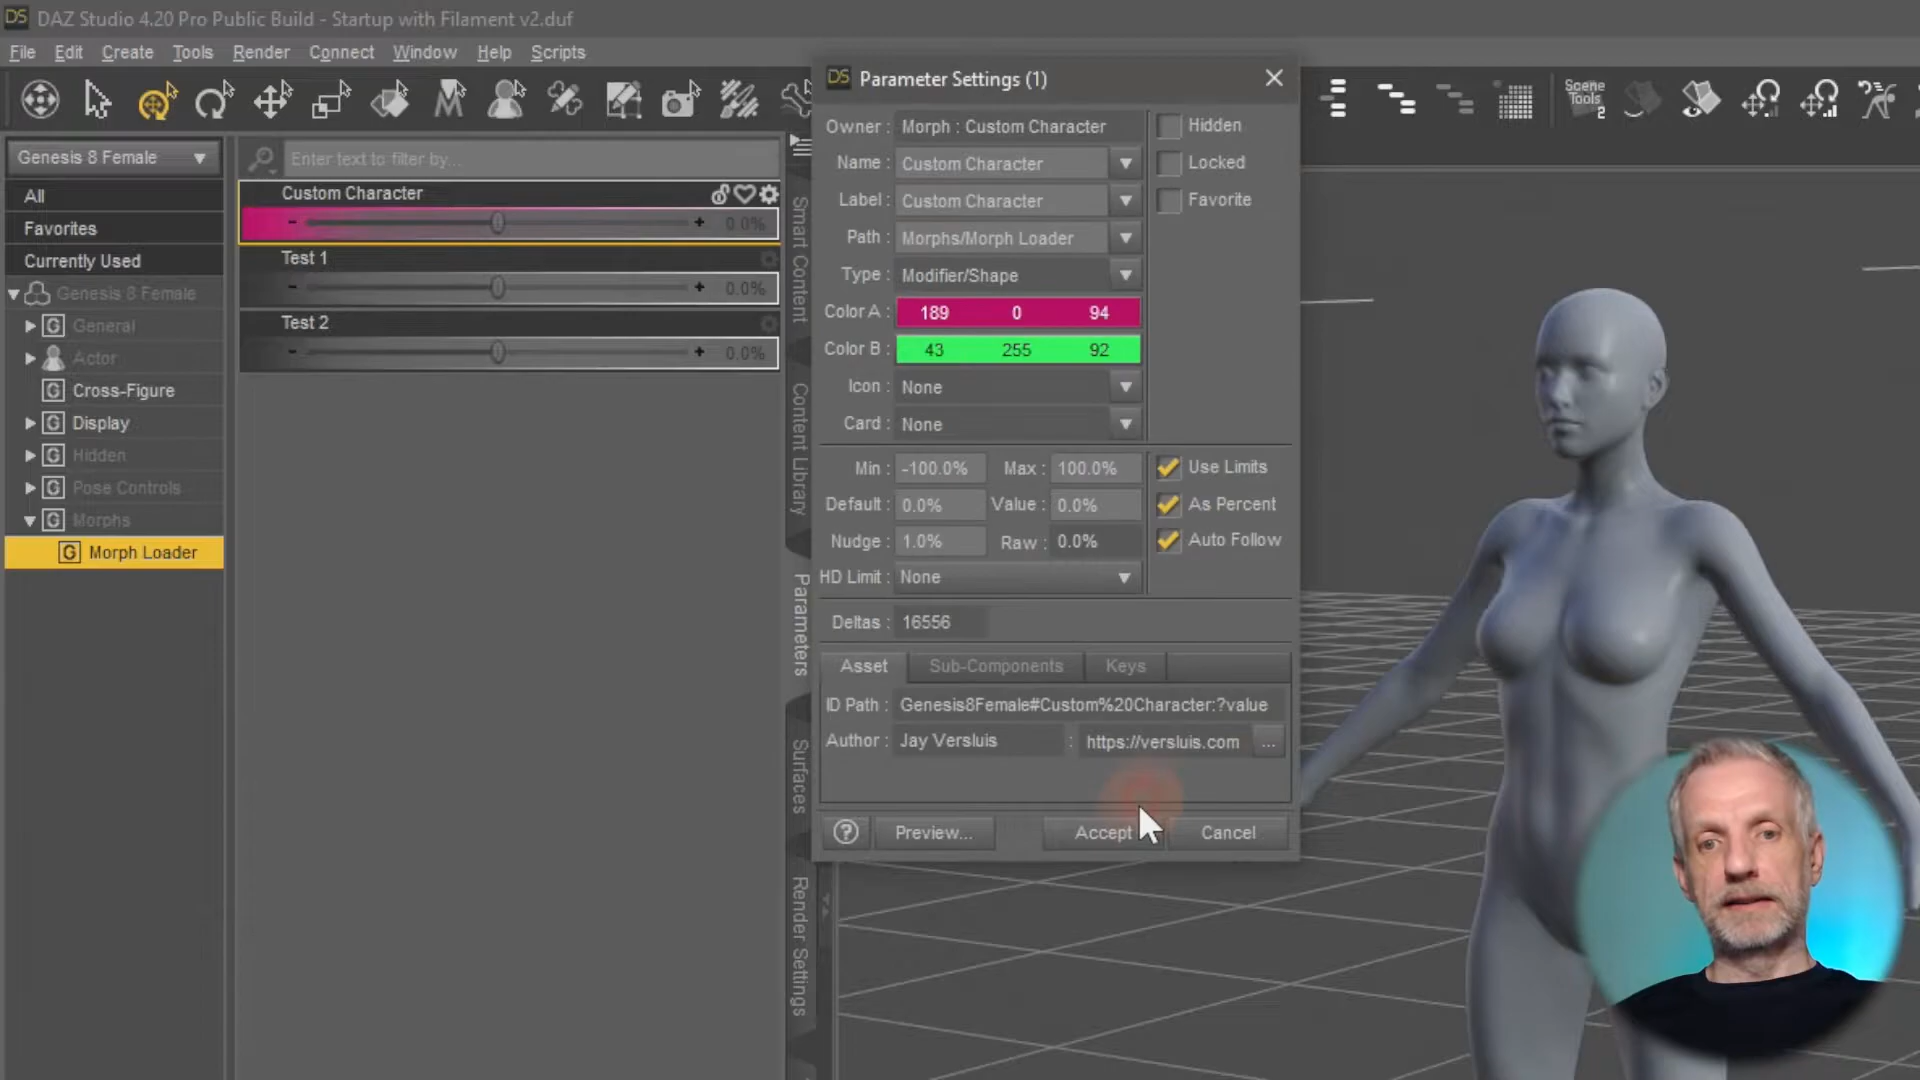 DS DAZ Studio 4.20 Pro Public Build - Startup with Filament v2.duf
File Edit Create Tools Render Connect Window Help Scripts
Scene
Tools
2
Genesis 8 Female
All
Favorites
Currently Used
Genesis 8 Female
G General
Actor
G Cross-Figure
G Display
G Hidden
G Pose Controls
G Morphs
G Morph Loader
Enter text to filter by...
Custom Character
- 0 + 0.0%
Test 1
- 0 + 0.0%
Test 2
- 0 + 0.0%
Smart Content
Content Library
Parameters
Surfaces
Render Settings
DS Parameter Settings (1)
Owner : Morph : Custom Character
Hidden
Name : Custom Character
Locked
Label : Custom Character
Favorite
Path : Morphs/Morph Loader
Type : Modifier/Shape
Color A : 189 0 94
Color B : 43 255 92
Icon : None
Card : None
Min : -100.0% Max : 100.0% Use Limits
Default : 0.0% Value : 0.0% As Percent
Nudge : 1.0% Raw : 0.0% Auto Follow
HD Limit : None
Deltas : 16556
Asset Sub-Components Keys
ID Path : Genesis8Female#Custom%20Character:?value
Author : Jay Versluis : https://versluis.com ...
? Preview... Accept Cancel